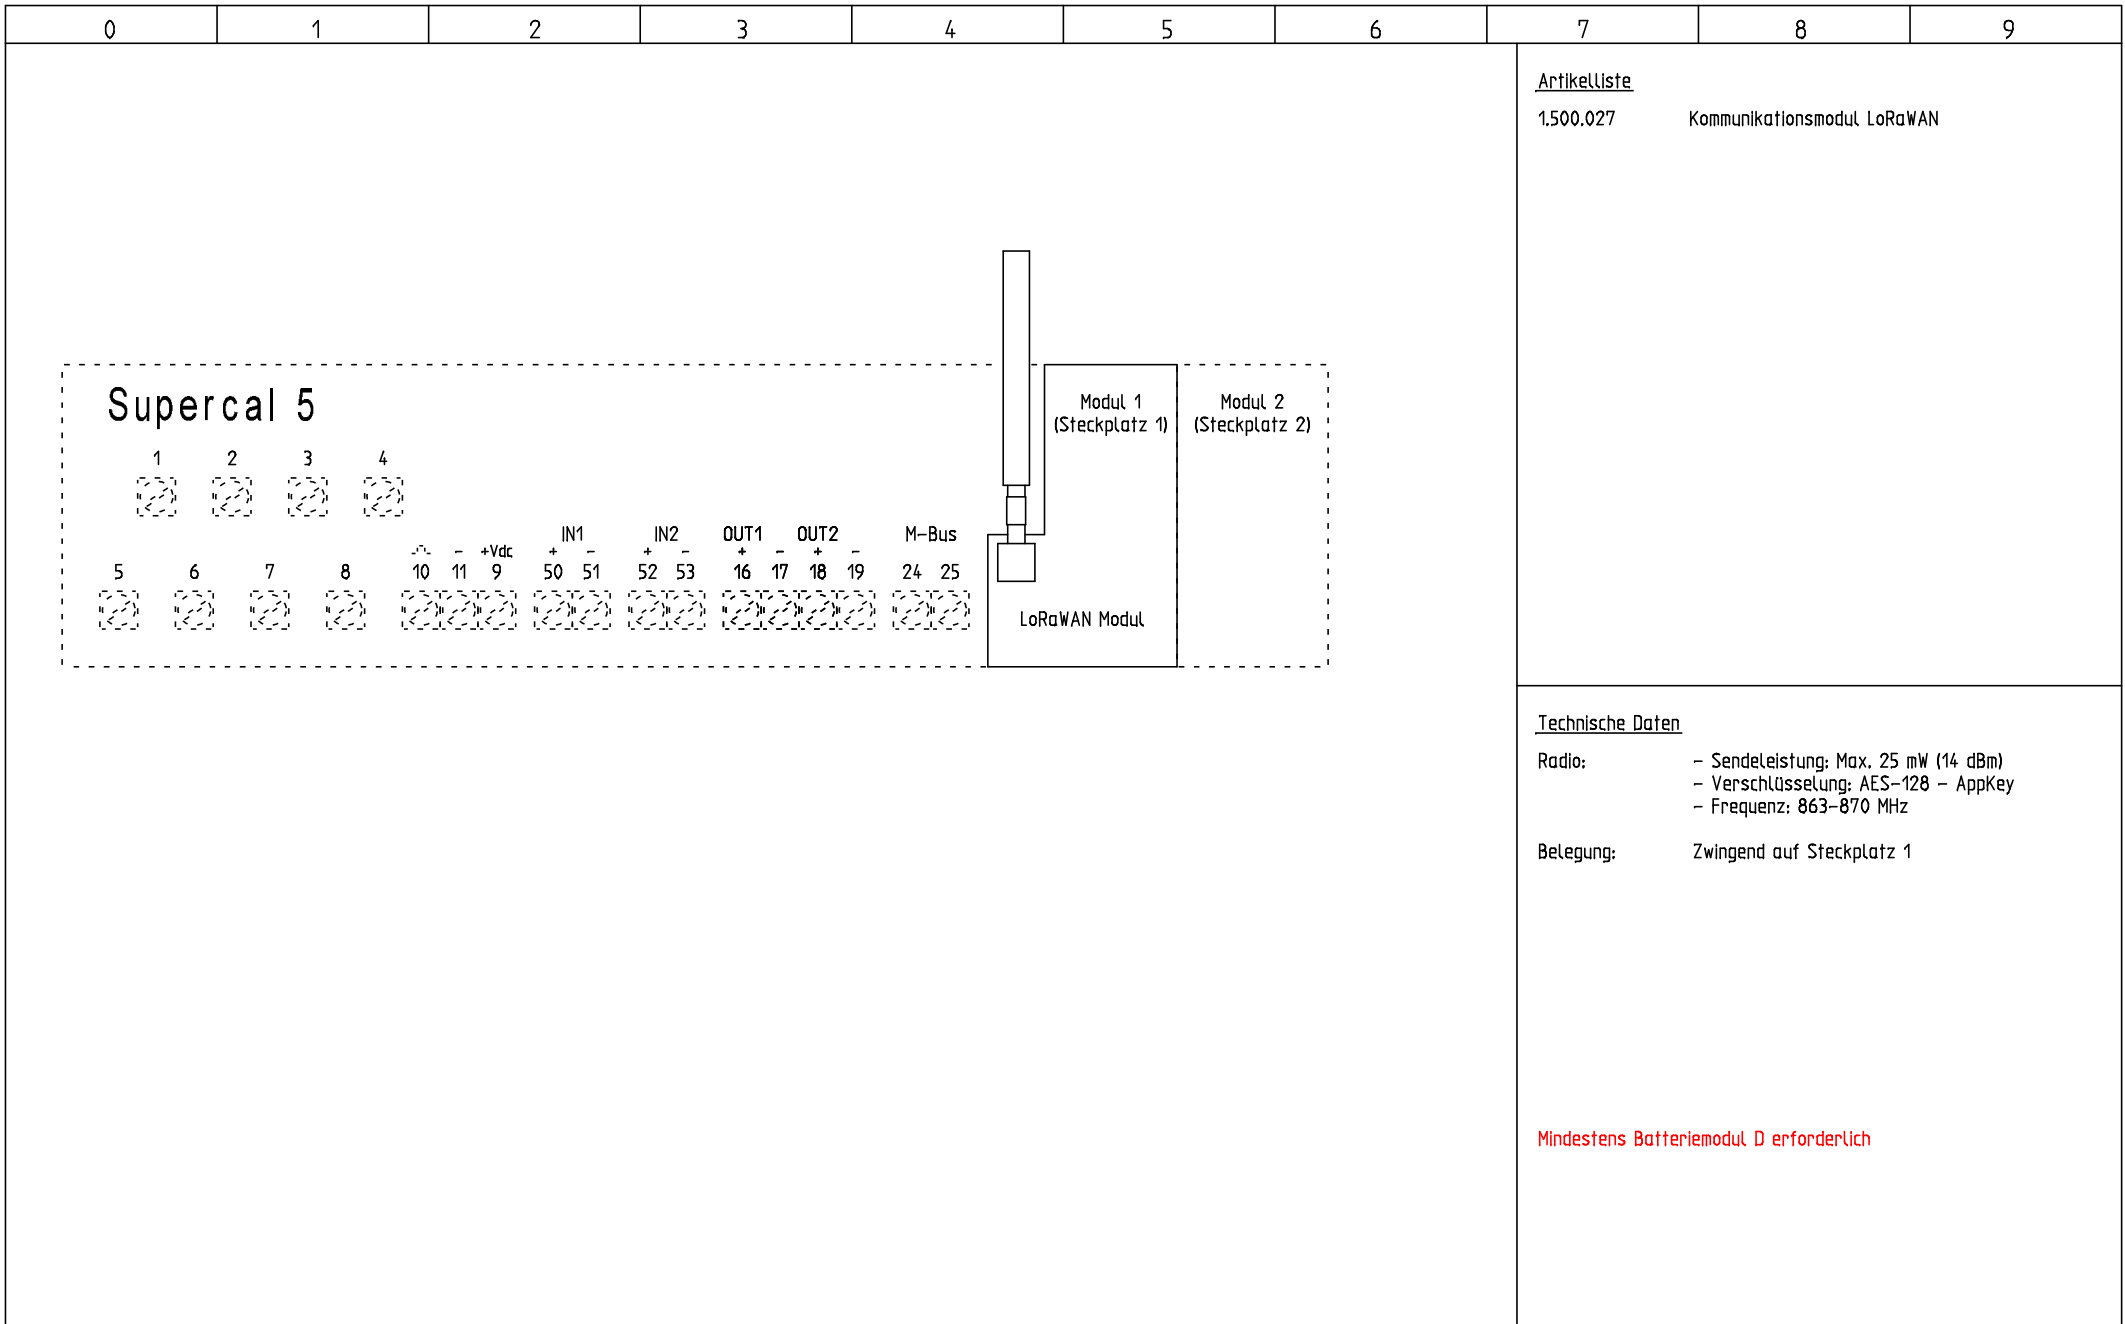 0 1 2 3 4 5 6 7 8 9
Artikelliste
1.500.027 Kommunikationsmodul LoRaWAN
Supercal 5
Modul 1
(Steckplatz 1)
Modul 2
(Steckplatz 2)
1 2 3 4
IN1 IN2 OUT1 OUT2 M-Bus
- +Vdc + - + - + - + -
5 6 7 8 10 11 9 50 51 52 53 16 17 18 19 24 25
LoRaWAN Modul
Technische Daten
Radio: - Sendeleistung: Max. 25 mW (14 dBm)
- Verschlüsselung: AES-128 - AppKey
- Frequenz: 863-870 MHz
Belegung: Zwingend auf Steckplatz 1
Mindestens Batteriemodul D erforderlich